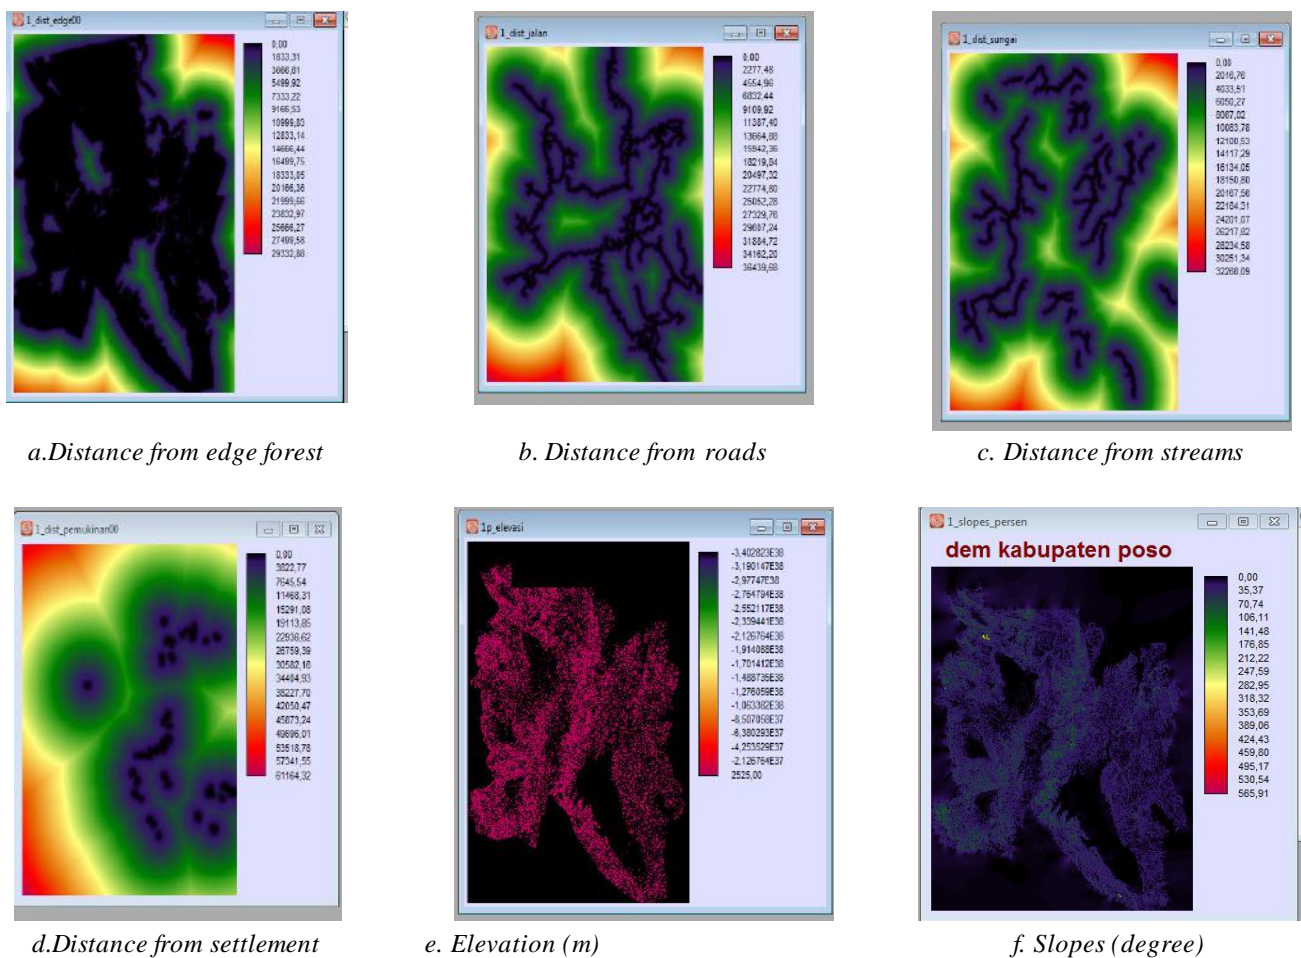 1_dist_edge00
0,00
1833,31
3666,61
5499,92
7333,22
9166,53
10999,83
12833,14
14666,44
16499,75
18333,05
20166,36
21999,66
23832,97
25666,27
27499,58
29332,88
a.Distance from edge forest
1_dist_jalan
0,00
2277,48
4554,96
6832,44
9109,92
11387,40
13664,88
15942,36
18219,84
20497,32
22774,80
25052,28
27329,76
29607,24
31884,72
34162,20
36439,68
b. Distance from roads
1_dist_sungai
0,00
2016,76
4033,51
6050,27
8067,02
10083,78
12100,53
14117,29
16134,05
18150,80
20167,56
22184,31
24201,07
26217,82
28234,58
30251,34
32268,09
c. Distance from streams
1_dist_pemukinan00
0,00
3822,77
7645,54
11468,31
15291,08
19113,85
22936,62
26759,39
30582,16
34404,93
38227,70
42050,47
45873,24
49696,01
53518,78
57341,55
61164,32
d.Distance from settlement
1p_elevasi
-3,402823E38
-3,190147E38
-2,97747E38
-2,764794E38
-2,552117E38
-2,339441E38
-2,126764E38
-1,914088E38
-1,701412E38
-1,488735E38
-1,276059E38
-1,063382E38
-8,507058E37
-6,380293E37
-4,253529E37
-2,126764E37
2525,00
e. Elevation (m)
1_slopes_persen
dem kabupaten poso
0,00
35,37
70,74
106,11
141,48
176,85
212,22
247,59
282,95
318,32
353,69
389,06
424,43
459,80
495,17
530,54
565,91
f. Slopes (degree)